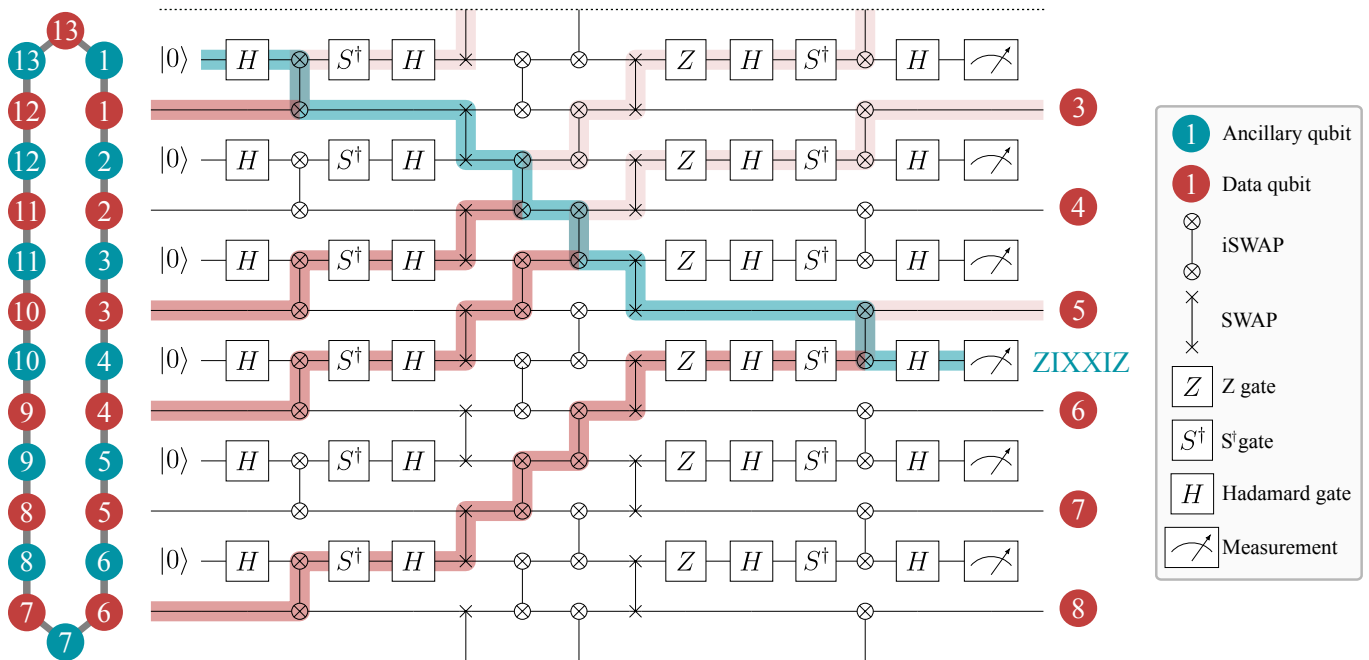 13
13 1
12 1
12 2
11 2
11 3
10 3
10 4
9 4
9 5
8 5
8 6
7 6
7
|0⟩ H S† H Z H S† H
3
|0⟩ H S† H Z H S† H
4
|0⟩ H S† H Z H S† H
5
|0⟩ H S† H Z H S† H ZIXXIZ
6
|0⟩ H S† H Z H S† H
7
|0⟩ H S† H Z H S† H
8
1 Ancillary qubit
1 Data qubit
iSWAP
SWAP
Z Z gate
S† S†gate
H Hadamard gate
Measurement